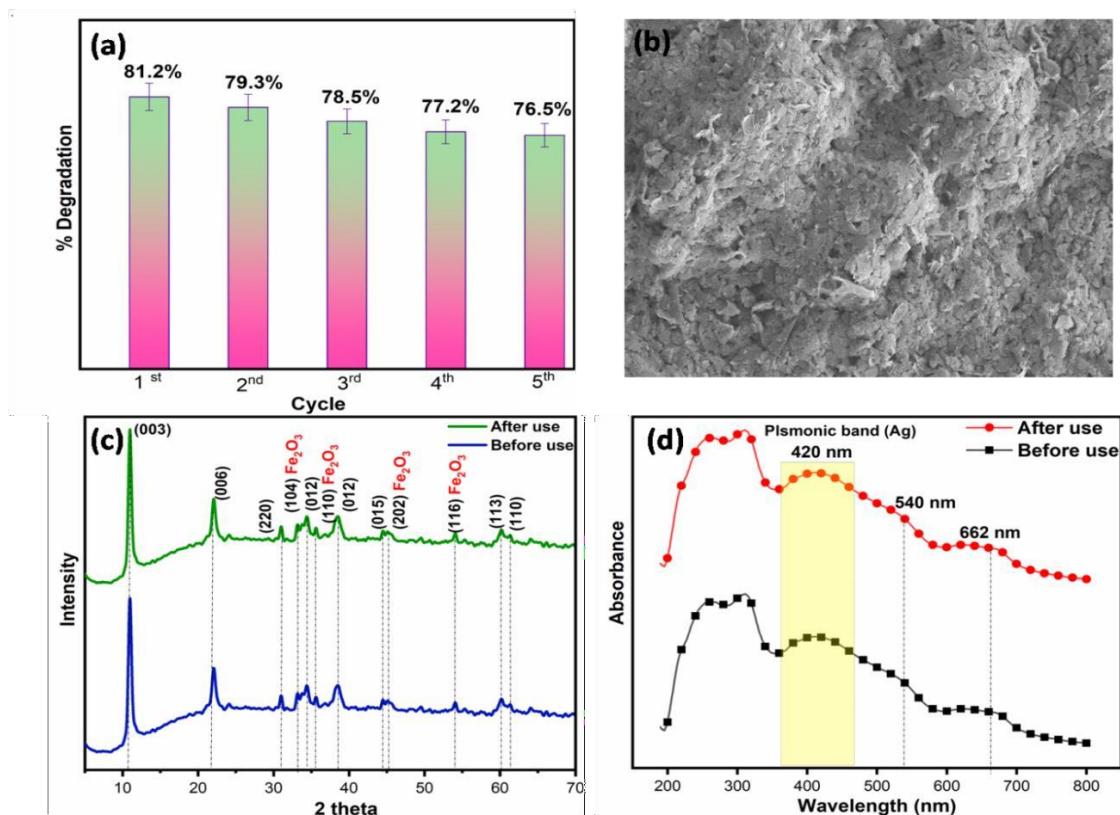 (a)
81.2%
79.3%
78.5%
77.2%
76.5%
% Degradation
1 st
2nd
3rd
4th
5th
Cycle
(b)
(c)
(003)
After use
Before use
(006)
(220)
(104) Fe2O3
(012)
(110) Fe2O3
(012)
(015)
(202) Fe2O3
(116) Fe2O3
(113)
(110)
Intensity
10 20 30 40 50 60 70
2 theta
(d)
Plsmonic band (Ag)
420 nm
After use
Before use
540 nm
662 nm
Absorbance
200 300 400 500 600 700 800
Wavelength (nm)